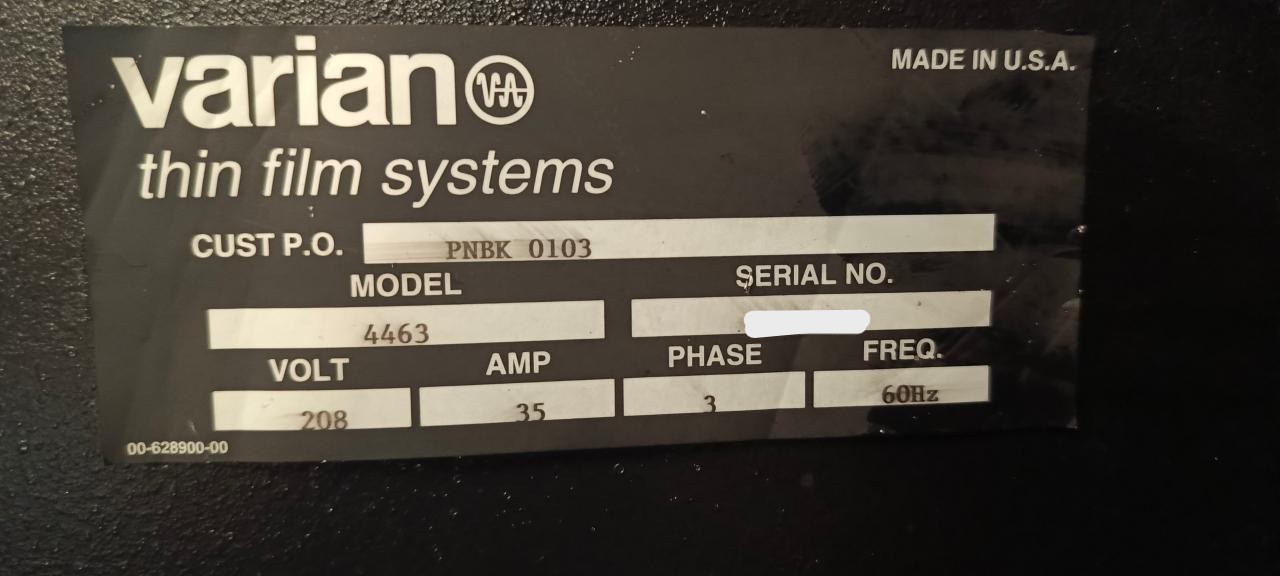 varian VA
MADE IN U.S.A.
thin film systems
CUST P.O. PNBK 0103
MODEL SERIAL NO.
4463
VOLT AMP PHASE FREQ.
208 35 3 60Hz
00-628900-00